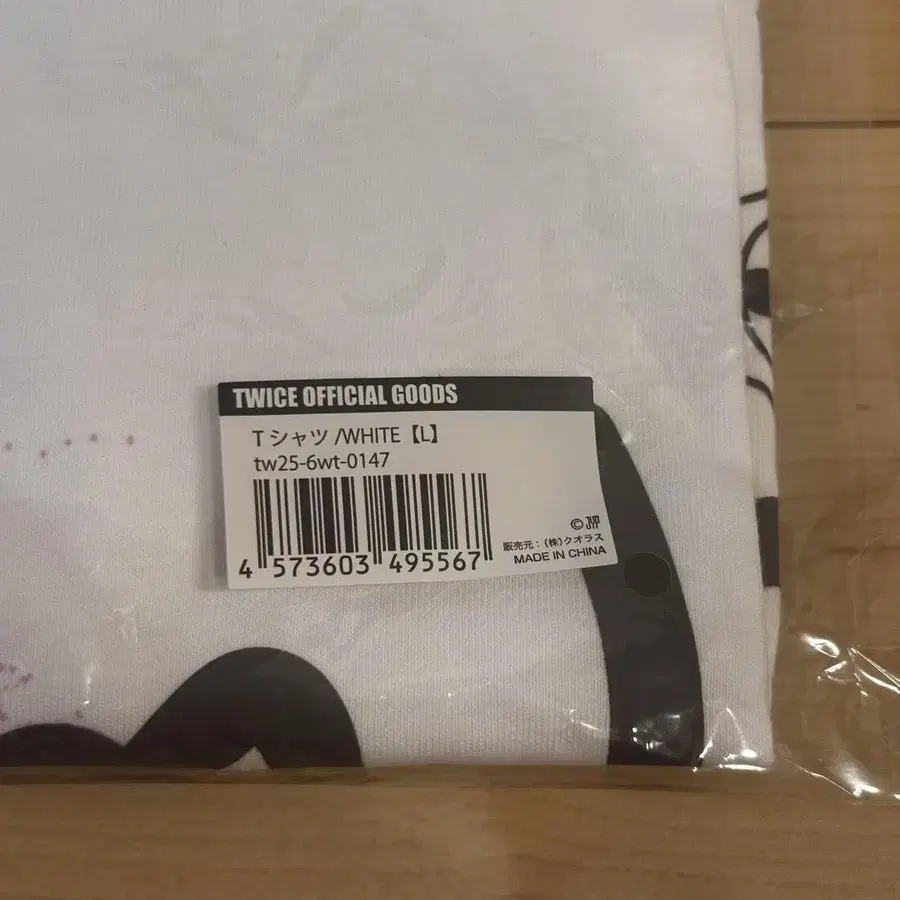 TWICE OFFICIAL GOODS
Tシャツ /WHITE【L】
tw25-6wt-0147
4 573603 495567
© JYP
販売元：(株)クオラス
MADE IN CHINA